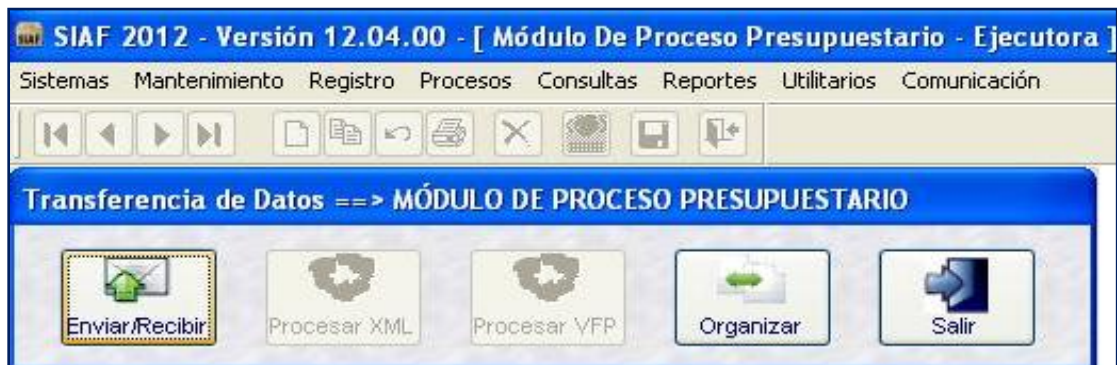 SIAF 2012 - Versión 12.04.00 - [ Módulo De Proceso Presupuestario - Ejecutora ]
Sistemas Mantenimiento Registro Procesos Consultas Reportes Utilitarios Comunicación
Transferencia de Datos ==> MÓDULO DE PROCESO PRESUPUESTARIO
Enviar/Recibir Procesar XML Procesar VFP Organizar Salir